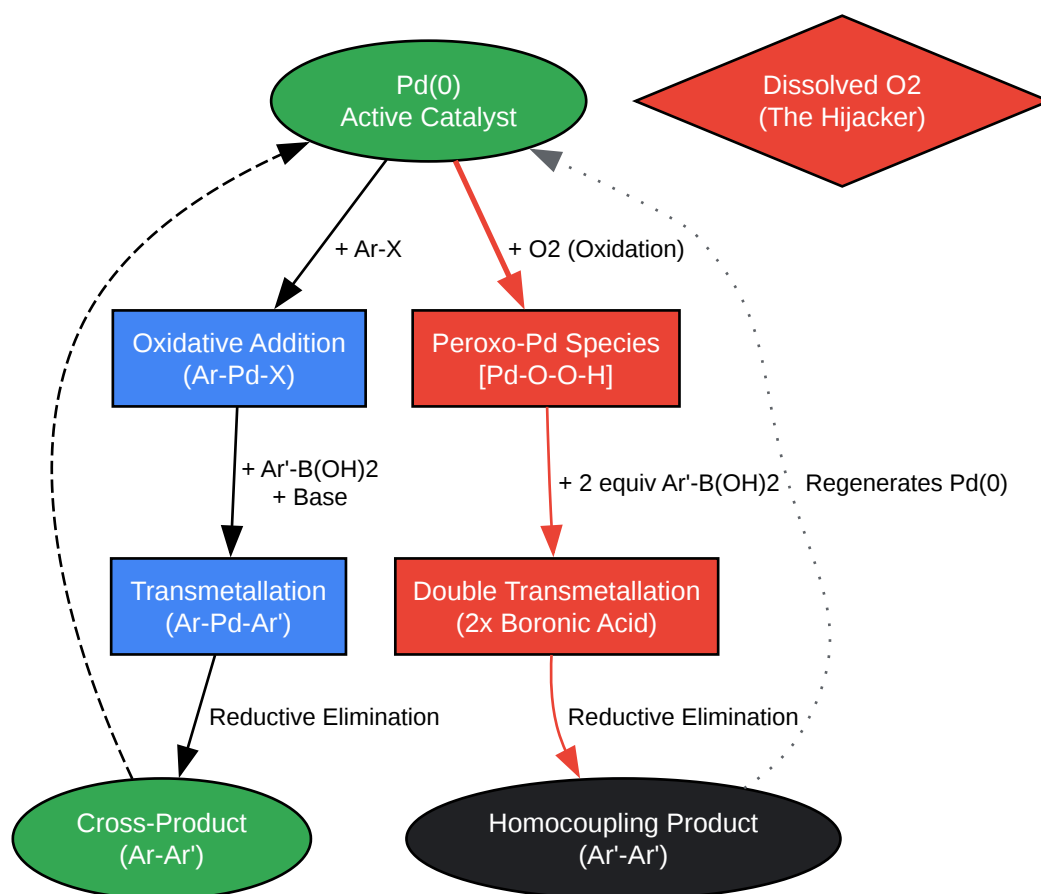 Pd(0)
Active Catalyst
Dissolved O2
(The Hijacker)
+ Ar-X
+ O2 (Oxidation)
Oxidative Addition
(Ar-Pd-X)
Peroxo-Pd Species
[Pd-O-O-H]
+ Ar'-B(OH)2
+ Base
+ 2 equiv Ar'-B(OH)2
Regenerates Pd(0)
Transmetallation
(Ar-Pd-Ar')
Double Transmetallation
(2x Boronic Acid)
Reductive Elimination
Reductive Elimination
Cross-Product
(Ar-Ar')
Homocoupling Product
(Ar'-Ar')